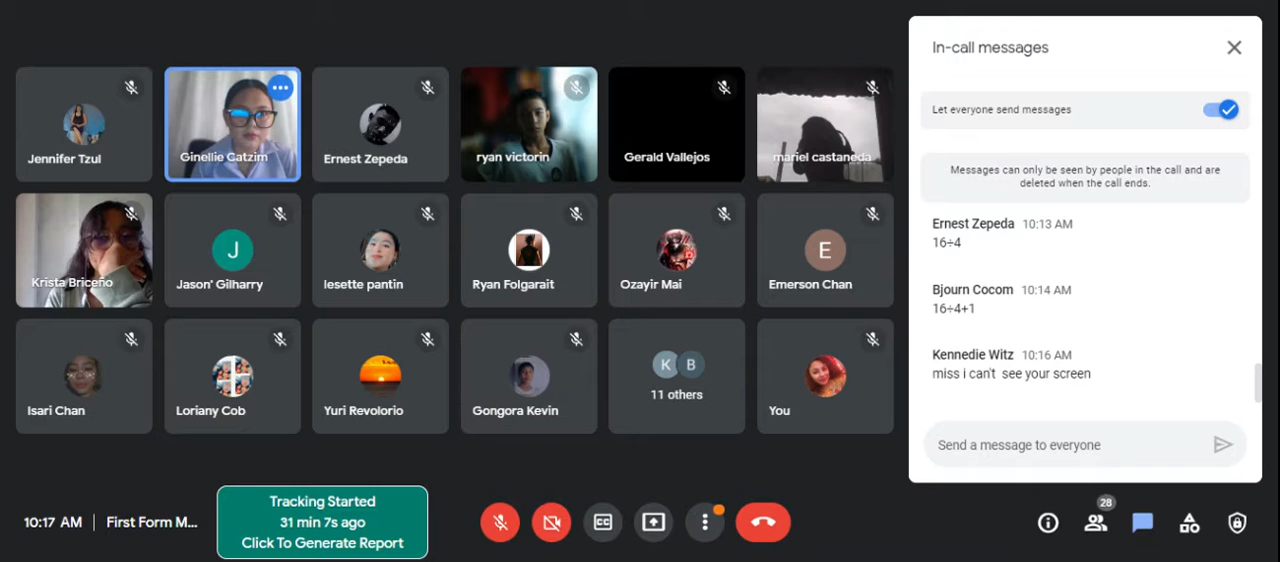 Jennifer Tzul
Ginellie Catzim
Ernest Zepeda
ryan victorin
Gerald Vallejos
mariel castaneda
Krista Briceño
Jason' Gilharry
lesette pantin
Ryan Folgarait
Ozayir Mai
E
Emerson Chan
J
Isari Chan
Loriany Cob
Yuri Revolorio
Gongora Kevin
K B
11 others
You
In-call messages
Let everyone send messages
Messages can only be seen by people in the call and are
deleted when the call ends.
Ernest Zepeda 10:13 AM
16÷4
Bjourn Cocom 10:14 AM
16÷4+1
Kennedie Witz 10:16 AM
miss i can't see your screen
Send a message to everyone
10:17 AM | First Form M...
Tracking Started
31 min 7s ago
Click To Generate Report
CC
28